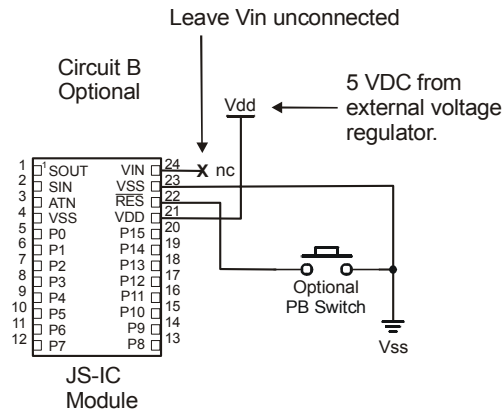 Leave Vin unconnected
Circuit B
Optional
5 VDC from
external voltage
regulator.
Vdd
X nc
1 1 SOUT VIN 24
2 SIN VSS 23
3 ATN RES 22
4 VSS VDD 21
5 P0 P15 20
6 P1 P14 19
7 P2 P13 18
8 P3 P12 17
9 P4 P11 16
10 P5 P10 15
11 P6 P9 14
12 P7 P8 13
Optional
PB Switch
Vss
JS-IC
Module